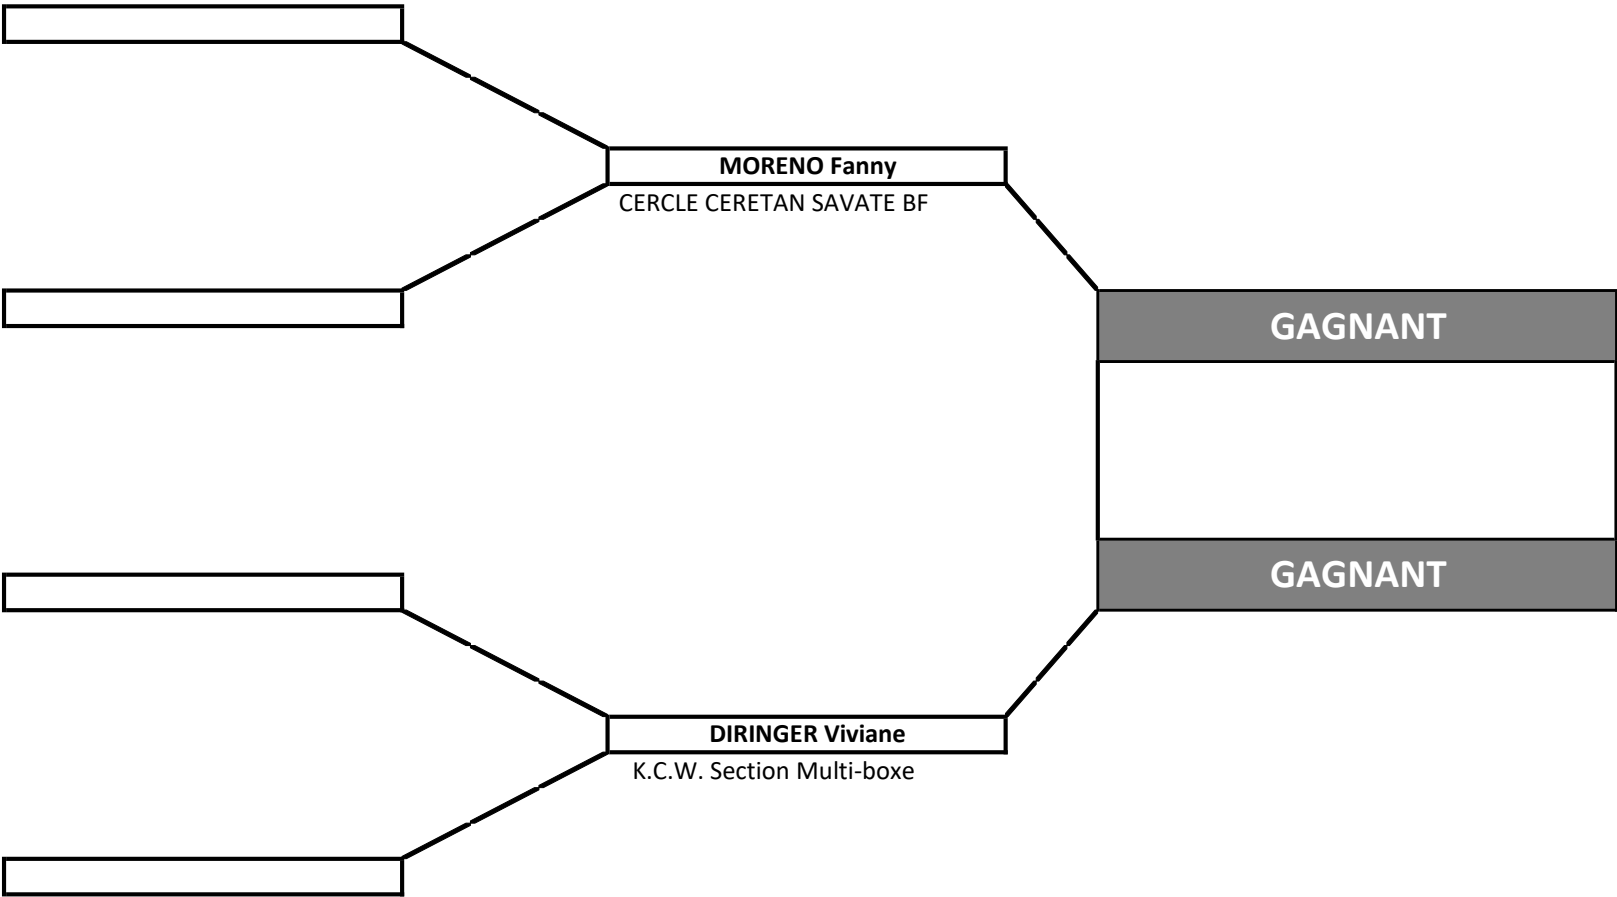 MORENO Fanny
CERCLE CERETAN SAVATE BF
GAGNANT
GAGNANT
DIRINGER Viviane
K.C.W. Section Multi-boxe